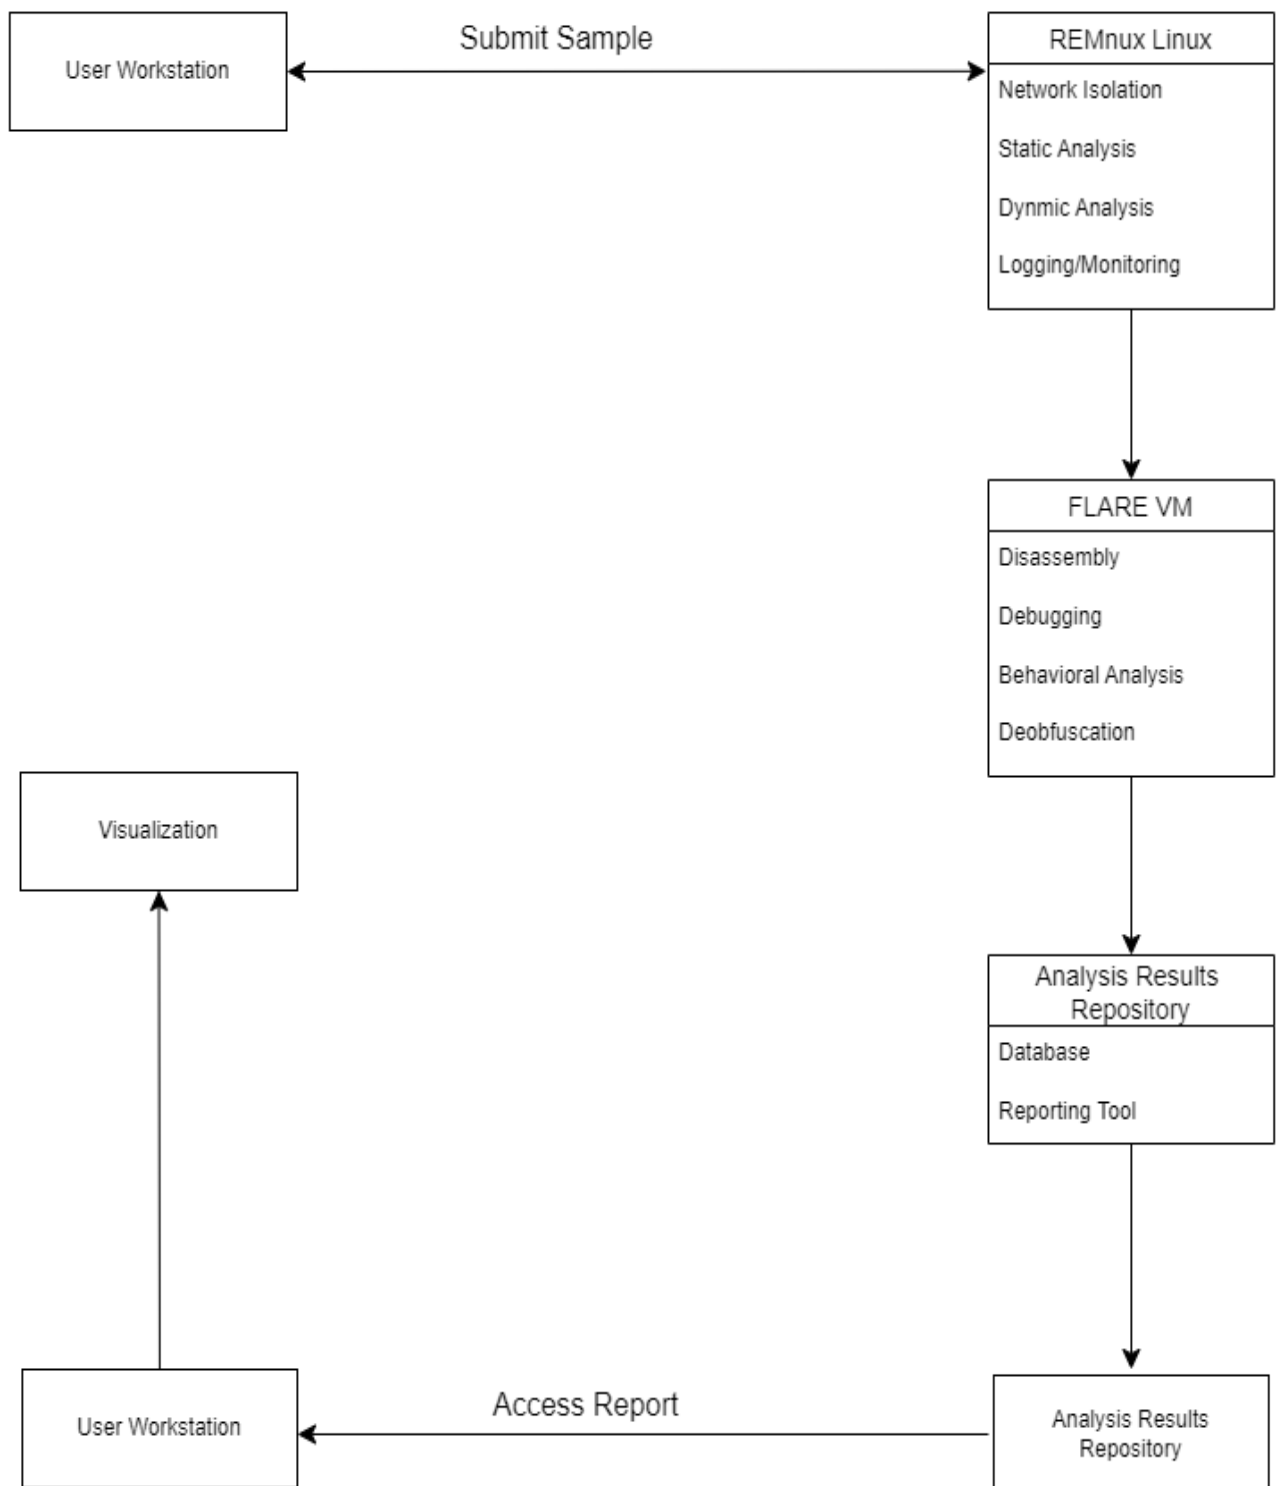 User Workstation
Submit Sample
REMnux Linux
Network Isolation
Static Analysis
Dynmic Analysis
Logging/Monitoring
FLARE VM
Disassembly
Debugging
Behavioral Analysis
Deobfuscation
Visualization
Analysis Results
Repository
Database
Reporting Tool
User Workstation
Access Report
Analysis Results
Repository